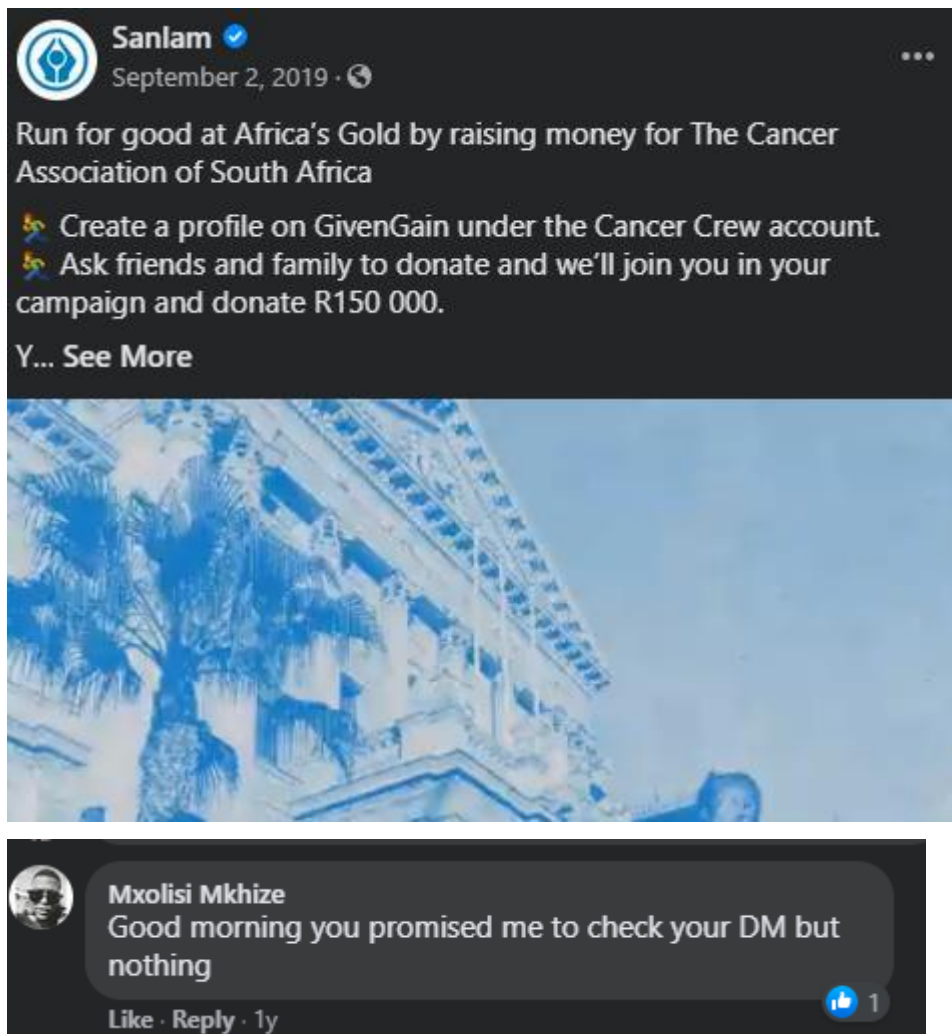 Sanlam
September 2, 2019 ·
Run for good at Africa's Gold by raising money for The Cancer
Association of South Africa
🏃 Create a profile on GivenGain under the Cancer Crew account.
🏃 Ask friends and family to donate and we'll join you in your
campaign and donate R150 000.
Y... See More
Mxolisi Mkhize
Good morning you promised me to check your DM but
nothing
1
Like · Reply · 1y